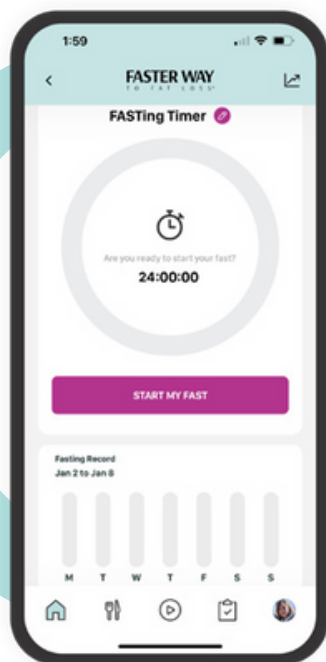 1:59
FASTER WAY
TO FAT LOSS®
FASTing Timer
Are you ready to start your fast?
24:00:00
START MY FAST
Fasting Record
Jan 2 to Jan 8
M T W T F S S